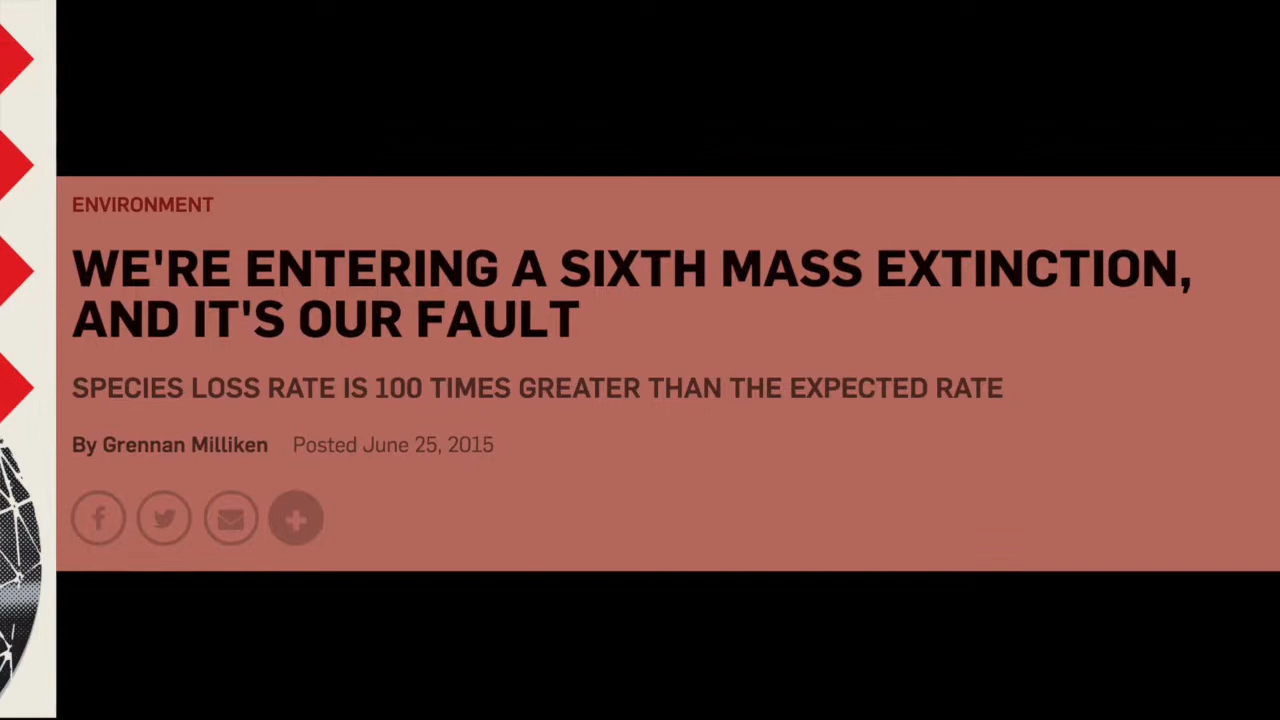 ENVIRONMENT
WE'RE ENTERING A SIXTH MASS EXTINCTION,
AND IT'S OUR FAULT
SPECIES LOSS RATE IS 100 TIMES GREATER THAN THE EXPECTED RATE
By Grennan Milliken Posted June 25, 2015